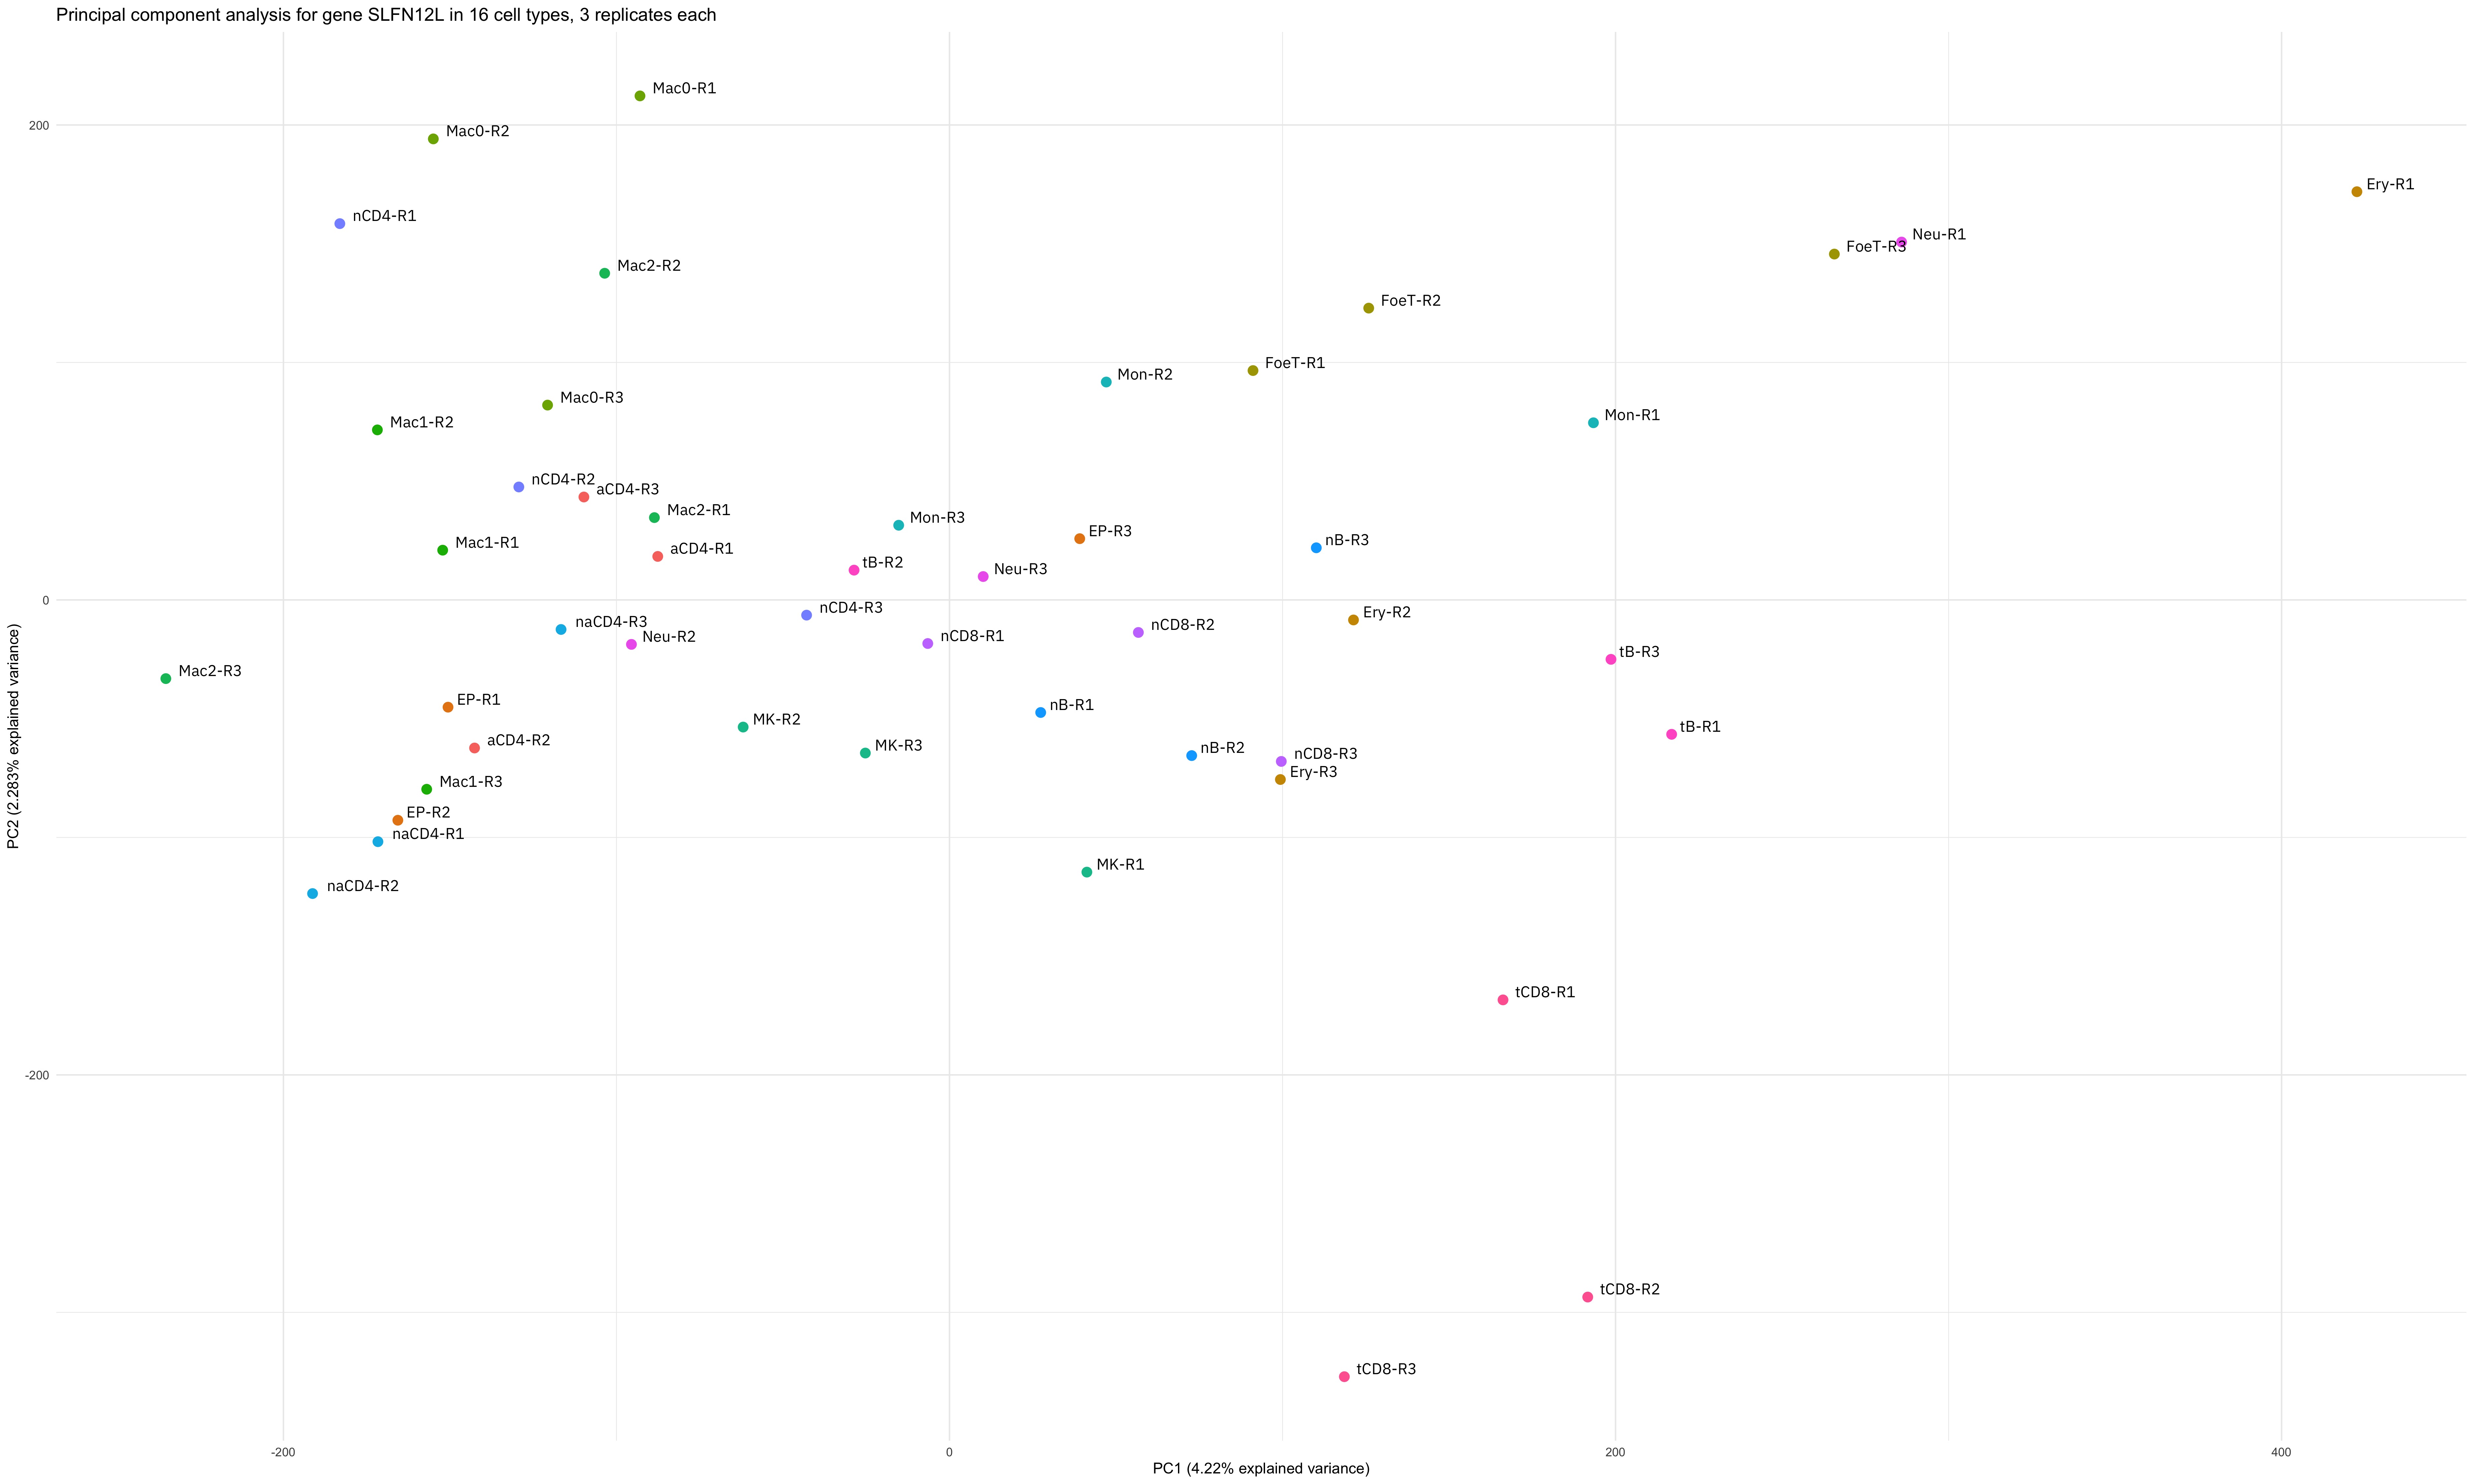 Principal component analysis for gene SLFN12L in 16 cell types, 3 replicates each
Mac0-R1
200
Mac0-R2
Ery-R1
nCD4-R1
Neu-R1
FoeT-R3
Mac2-R2
FoeT-R2
FoeT-R1
Mon-R2
Mac0-R3
Mon-R1
Mac1-R2
nCD4-R2
aCD4-R3
Mac2-R1
Mon-R3
EP-R3
nB-R3
Mac1-R1
aCD4-R1
tB-R2
Neu-R3
0
nCD4-R3
Ery-R2
naCD4-R3
nCD8-R2
Neu-R2
nCD8-R1
tB-R3
Mac2-R3
EP-R1
nB-R1
MK-R2
tB-R1
aCD4-R2
MK-R3
nB-R2
nCD8-R3
Ery-R3
Mac1-R3
EP-R2
naCD4-R1
MK-R1
naCD4-R2
tCD8-R1
-200
tCD8-R2
tCD8-R3
PC2 (2.283% explained variance)
-200
0
200
400
PC1 (4.22% explained variance)